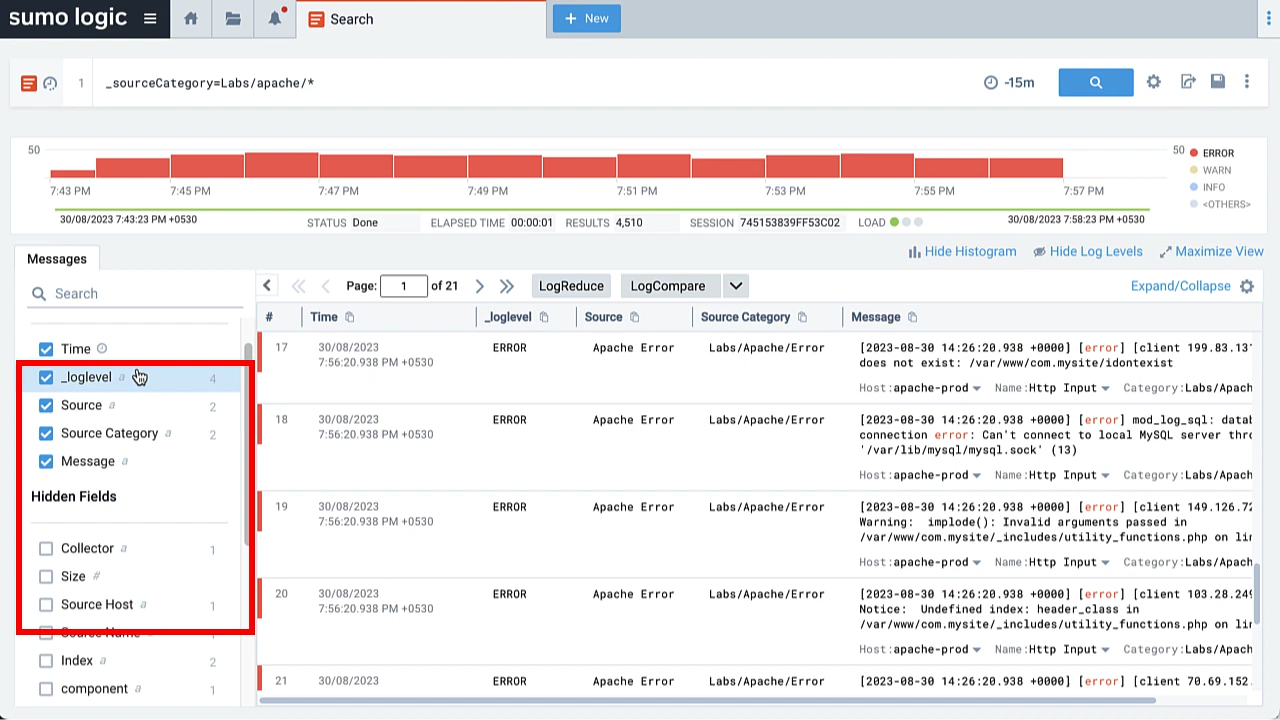 sumo logic
Search
New
1
_sourceCategory=Labs/apache/*
-15m
50
50
ERROR
WARN
INFO
<OTHERS>
7:43 PM 7:45 PM 7:47 PM 7:49 PM 7:51 PM 7:53 PM 7:55 PM 7:57 PM
30/08/2023 7:43:23 PM +0530
STATUS Done ELAPSED TIME 00:00:01 RESULTS 4,510 SESSION 745153839FF53C02 LOAD
30/08/2023 7:58:23 PM +0530
Messages
Hide Histogram Hide Log Levels Maximize View
Search
Page: 1 of 21 LogReduce LogCompare Expand/Collapse
# Time _loglevel Source Source Category Message
Time
_loglevel a 4
Source a 2
Source Category a 2
Message a
Hidden Fields
Collector a 1
Size #
Source Host a 1
Source Name
Index a 2
component a 1
17 30/08/2023 ERROR Apache Error Labs/Apache/Error [2023-08-30 14:26:20.938 +0000] [error] [client 199.83.13
7:56:20.938 PM +0530 does not exist: /var/www/com.mysite/idontexist
Host:apache-prod Name:Http Input Category:Labs/Apach
18 30/08/2023 ERROR Apache Error Labs/Apache/Error [2023-08-30 14:26:20.938 +0000] [error] mod_log_sql: datab
7:56:20.938 PM +0530 connection error: Can't connect to local MySQL server thro
'/var/lib/mysql/mysql.sock' (13)
Host:apache-prod Name:Http Input Category:Labs/Apach
19 30/08/2023 ERROR Apache Error Labs/Apache/Error [2023-08-30 14:26:20.938 +0000] [error] [client 149.126.72
7:56:20.938 PM +0530 Warning: implode(): Invalid arguments passed in
/var/www/com.mysite/_includes/utility_functions.php on lin
Host:apache-prod Name:Http Input Category:Labs/Apach
20 30/08/2023 ERROR Apache Error Labs/Apache/Error [2023-08-30 14:26:20.938 +0000] [error] [client 103.28.249
7:56:20.938 PM +0530 Notice: Undefined index: header_class in
/var/www/com.mysite/_includes/utility_functions.php on lin
Host:apache-prod Name:Http Input Category:Labs/Apach
21 30/08/2023 ERROR Apache Error Labs/Apache/Error [2023-08-30 14:26:20.938 +0000] [error] [client 70.69.152.